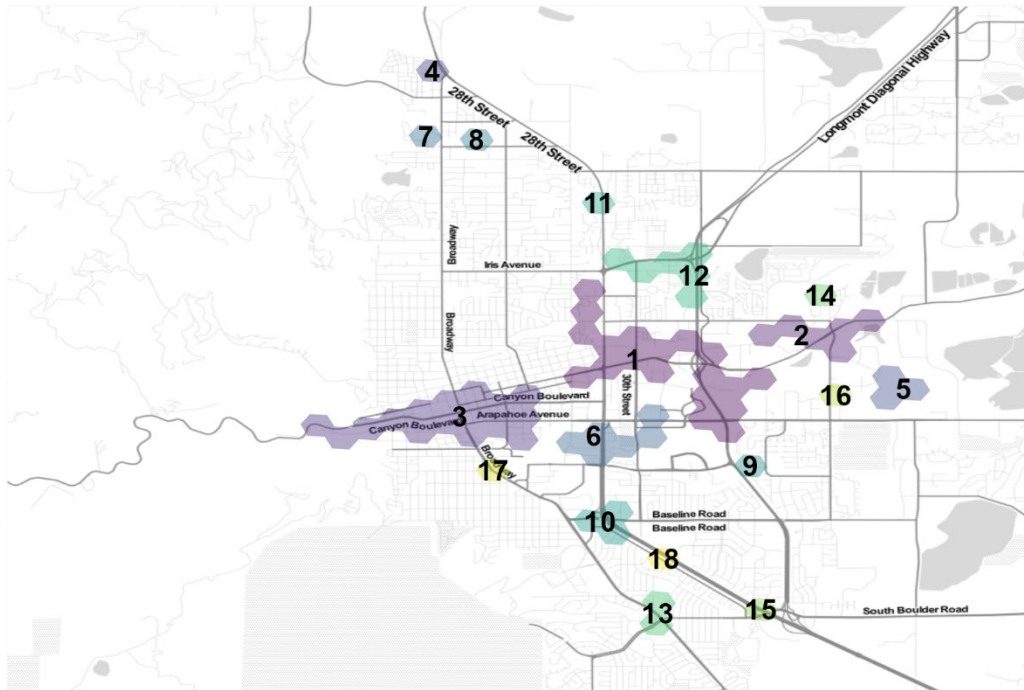 Longmont Diagonal Highway
4
28th Street
28th Street
7
8
11
Broadway
Iris Avenue
12
14
Broadway
2
1
30th Street
5
16
Canyon Boulevard
3
Arapahoe Avenue
Canyon Boulevard
6
Broadway
17
9
Baseline Road
10
Baseline Road
18
15
13
South Boulder Road